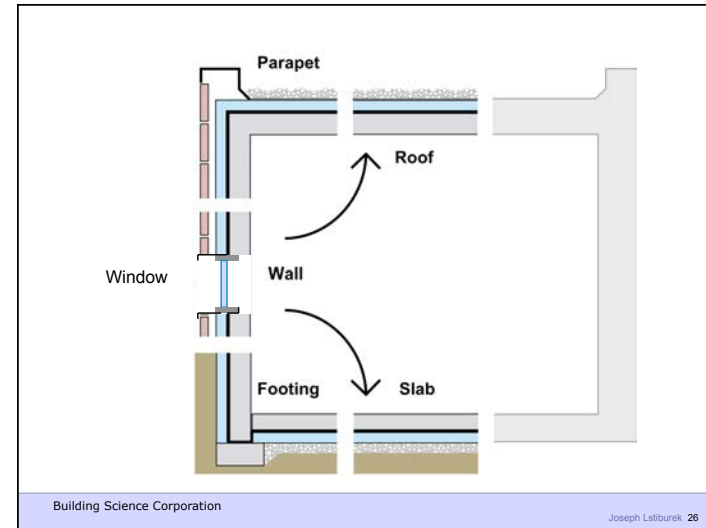 Parapet
Roof
Window
Wall
Footing
Slab
Building Science Corporation
Joseph Lstiburek 26